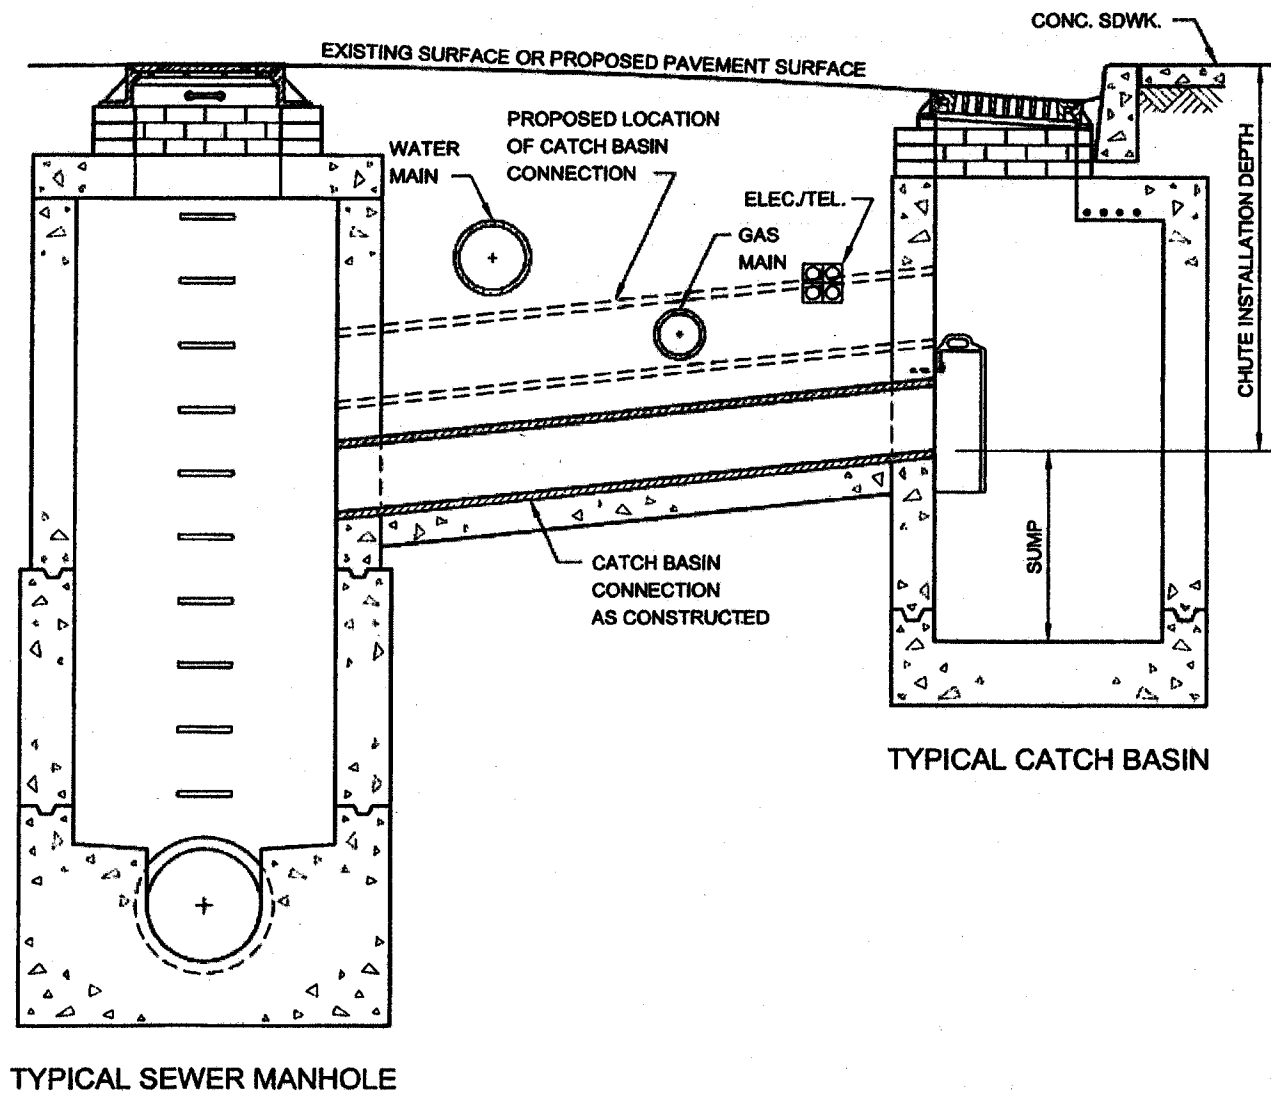 CONC. SDWK.
EXISTING SURFACE OR PROPOSED PAVEMENT SURFACE
PROPOSED LOCATION
OF CATCH BASIN
CONNECTION
WATER
MAIN
ELEC./TEL.
GAS
MAIN
CHUTE INSTALLATION DEPTH
SUMP
CATCH BASIN
CONNECTION
AS CONSTRUCTED
TYPICAL CATCH BASIN
TYPICAL SEWER MANHOLE